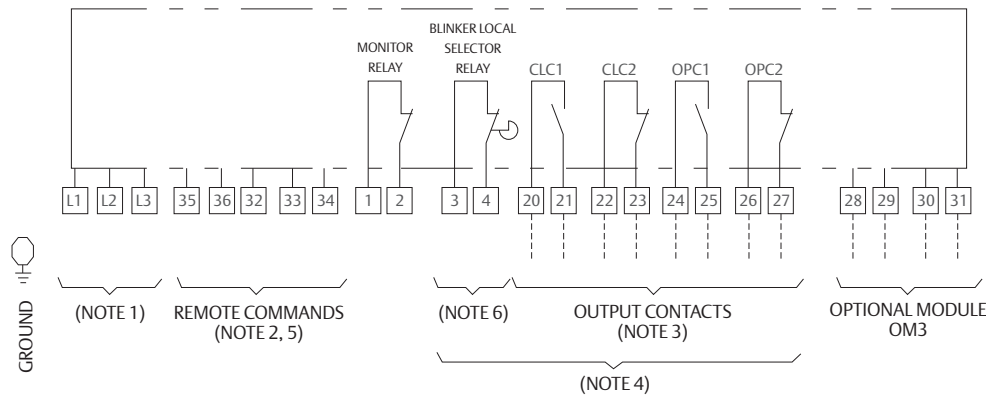 BLINKER LOCAL
SELECTOR
RELAY
MONITOR
RELAY
CLC1
CLC2
OPC1
OPC2
L1 L2 L3 35 36 32 33 34 1 2 3 4 20 21 22 23 24 25 26 27 28 29 30 31
GROUND
(NOTE 1)
REMOTE COMMANDS
(NOTE 2, 5)
(NOTE 6)
OUTPUT CONTACTS
(NOTE 3)
OPTIONAL MODULE
OM3
(NOTE 4)